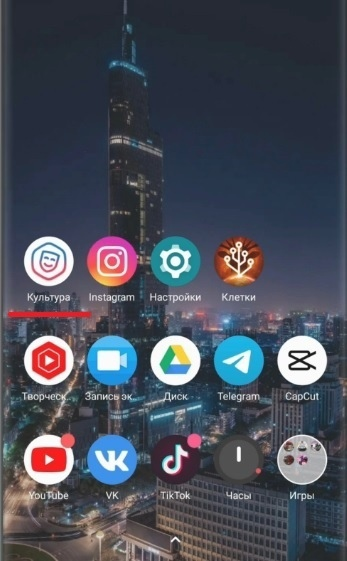 Культура Instagram Настройки Клетки
Творческ. Запись эк. Диск Telegram CapCut
YouTube VK TikTok Часы Игры